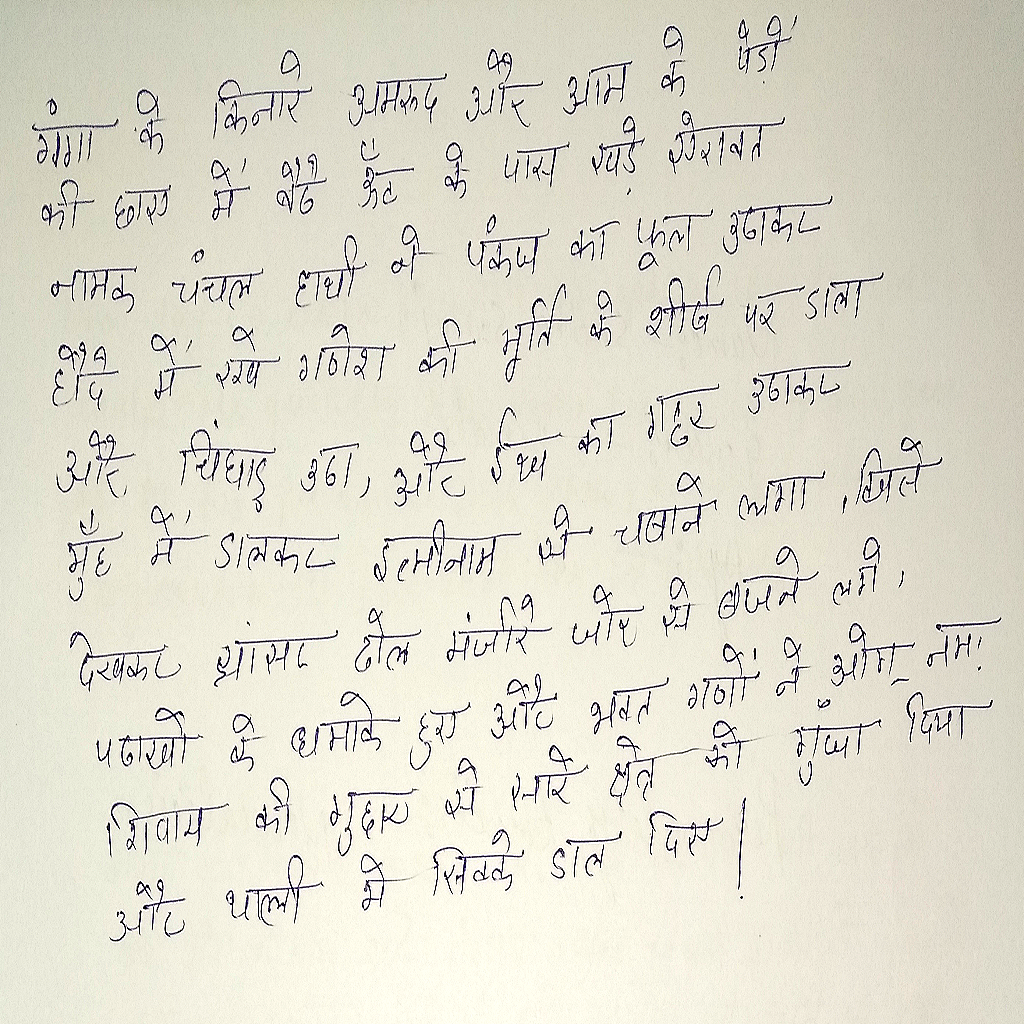 गंगा के किनारे अमरुद और आम के पेड़ों
की छाए में बैठे ऊँट के पास खड़े ऐरावत
नामक चंचल हाथी ने पंकज का फूल उठाकर
हौदे में रखे गणेश की मूर्ति के शीर्ष पर डाला
और चिंघाड़ उठा, और ईख का गट्ठर उठाकर
मुँह में डालकर इत्मीनाम से चबाने लगा, जिसे
देखकर झांझर ढोल मंजीरे जोर से बजने लगे,
पटाखों के धमाके हुए और भक्त गणों ने ओम् नमः
शिवाय की गुहार से सारे क्षेत्र को गुँजा दिया
और थाली में सिक्के डाल दिए।